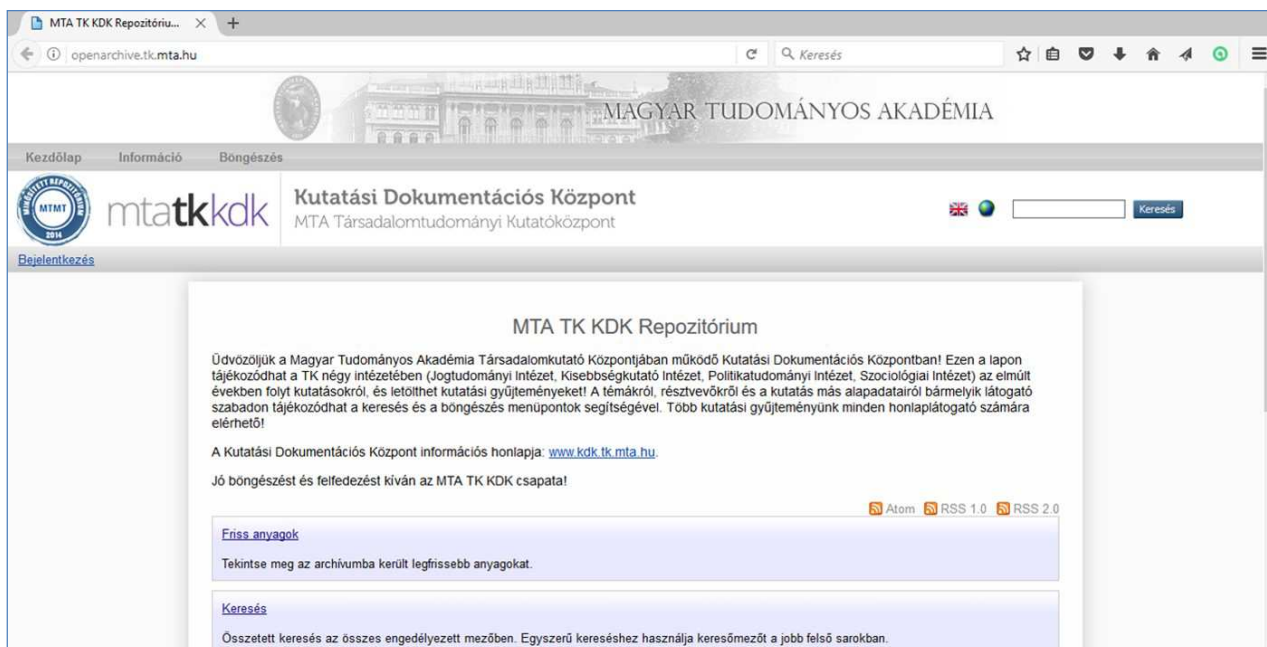 MTA TK KDK Repozitóriu...
openarchive.tk.mta.hu
Keresés
MAGYAR TUDOMÁNYOS AKADÉMIA
Kezdőlap Információ Böngészés
MINŐSÍTETT REPOZITÓRIUM
MTMT
2014
mtatkkdk
Kutatási Dokumentációs Központ
MTA Társadalomtudományi Kutatóközpont
Keresés
Bejelentkezés
MTA TK KDK Repozitórium
Üdvözöljük a Magyar Tudományos Akadémia Társadalomkutató Központjában működő Kutatási Dokumentációs Központban! Ezen a lapon
tájékozódhat a TK négy intézetében (Jogtudományi Intézet, Kisebbségkutató Intézet, Politikatudományi Intézet, Szociológiai Intézet) az elmúlt
években folyt kutatásokról, és letölthet kutatási gyűjteményeket! A témákról, résztvevőkről és a kutatás más alapadatairól bármelyik látogató
szabadon tájékozódhat a keresés és a böngészés menüpontok segítségével. Több kutatási gyűjteményünk minden honlaplátogató számára
elérhető!
A Kutatási Dokumentációs Központ információs honlapja: www.kdk.tk.mta.hu.
Jó böngészést és felfedezést kíván az MTA TK KDK csapata!
Atom RSS 1.0 RSS 2.0
Friss anyagok
Tekintse meg az archívumba került legfrissebb anyagokat.
Keresés
Összetett keresés az összes engedélyezett mezőben. Egyszerű kereséshez használja keresőmezőt a jobb felső sarokban.